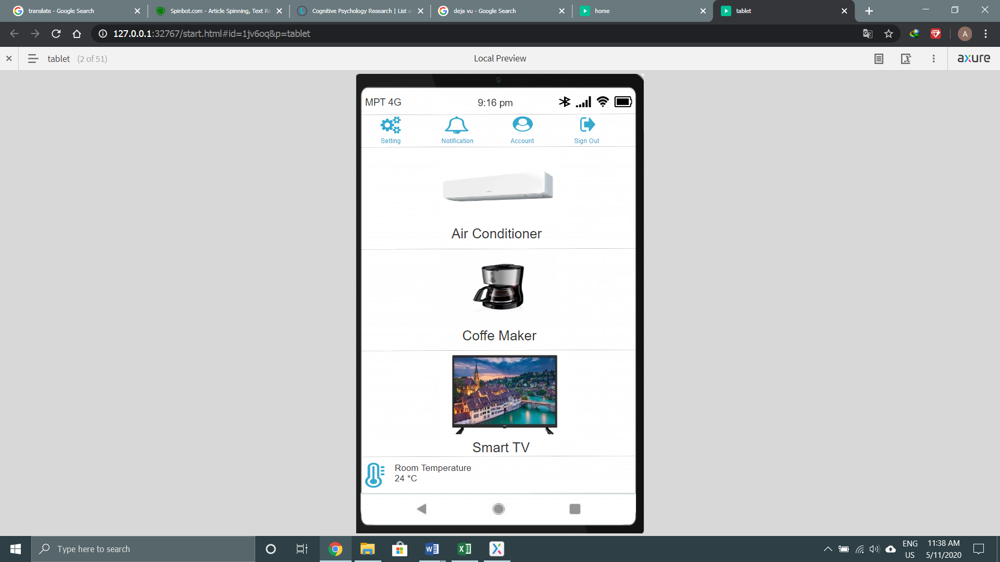 translate - Google Search
Spinbot.com - Article Spinning, Text Re
Cognitive Psychology Research | List o
deja vu - Google Search
home
tablet
127.0.0.1:32767/start.html#id=1jv6oq&p=tablet
A
tablet (2 of 51)
Local Preview
axure
MPT 4G
9:16 pm
Setting
Notification
Account
Sign Out
Air Conditioner
Coffe Maker
Smart TV
Room Temperature
24 *C
Type here to search
ENG
US
11:38 AM
5/11/2020